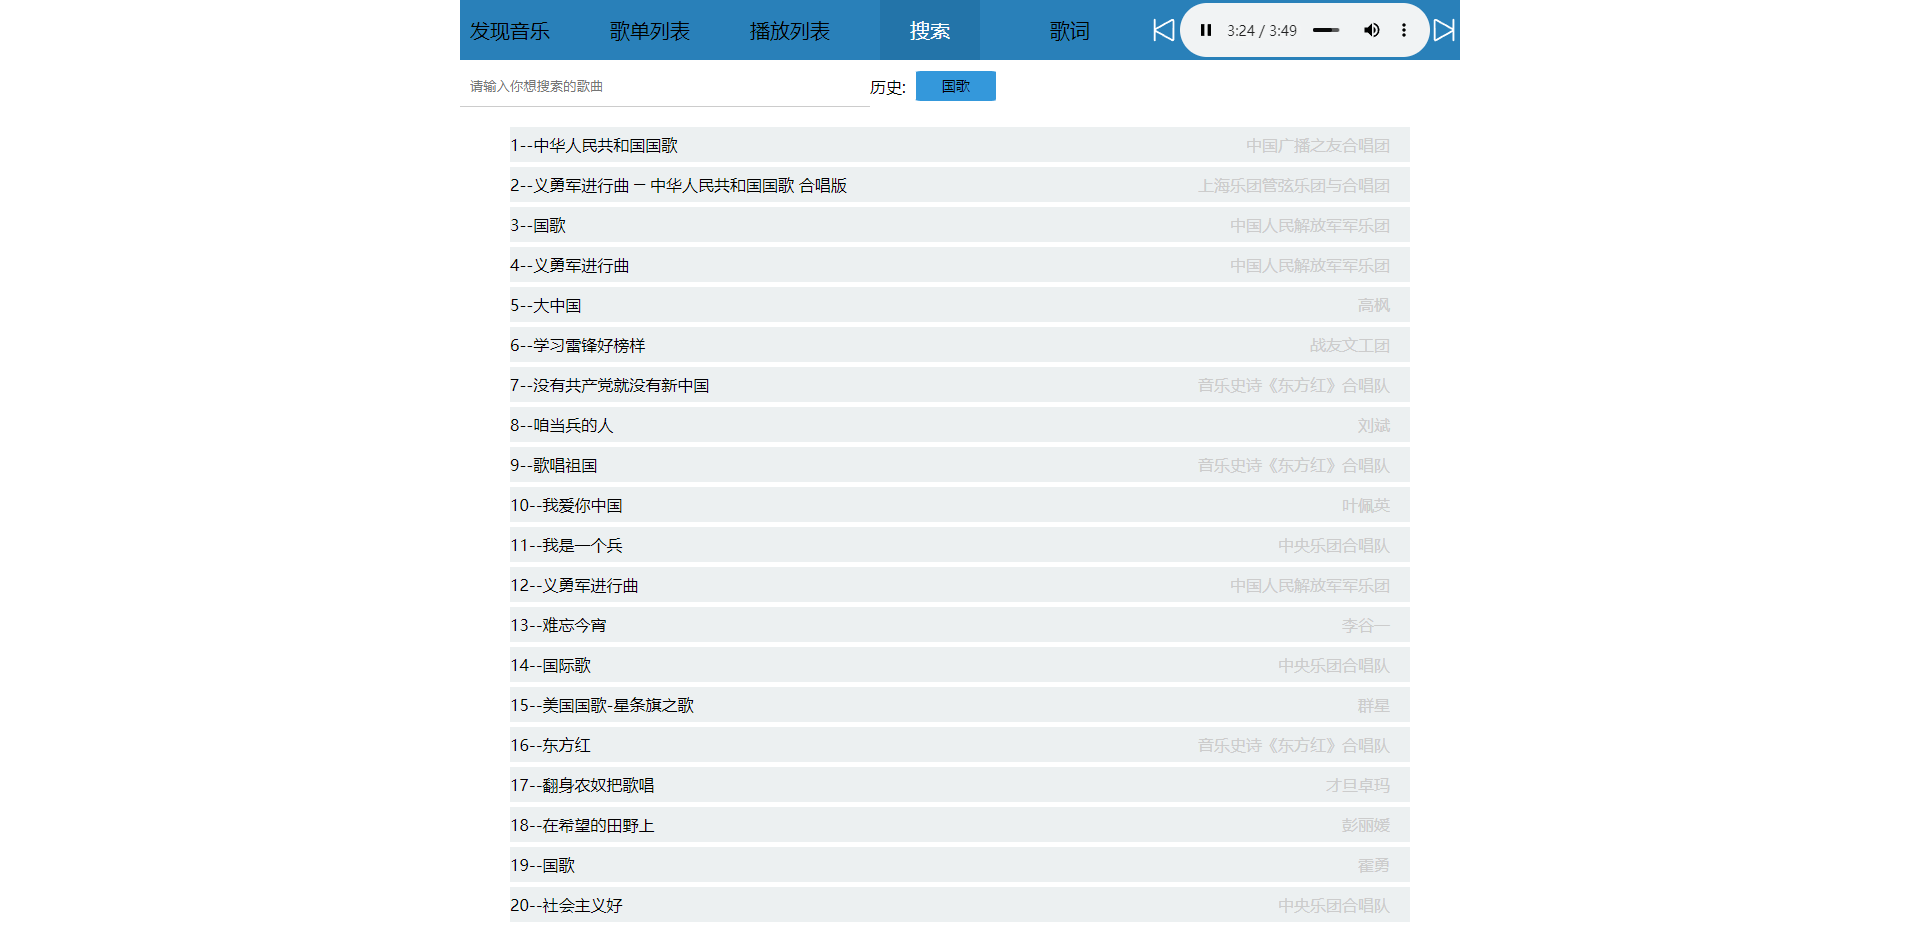 发现音乐 歌单列表 播放列表 搜索 歌词 3:24 / 3:49
请输入你想搜索的歌曲 历史: 国歌
1--中华人民共和国国歌 中国广播之友合唱团
2--义勇军进行曲 — 中华人民共和国国歌 合唱版 上海乐团管弦乐团与合唱团
3--国歌 中国人民解放军军乐团
4--义勇军进行曲 中国人民解放军军乐团
5--大中国 高枫
6--学习雷锋好榜样 战友文工团
7--没有共产党就没有新中国 音乐史诗《东方红》合唱队
8--咱当兵的人 刘斌
9--歌唱祖国 音乐史诗《东方红》合唱队
10--我爱你中国 叶佩英
11--我是一个兵 中央乐团合唱队
12--义勇军进行曲 中国人民解放军军乐团
13--难忘今宵 李谷一
14--国际歌 中央乐团合唱队
15--美国国歌-星条旗之歌 群星
16--东方红 音乐史诗《东方红》合唱队
17--翻身农奴把歌唱 才旦卓玛
18--在希望的田野上 彭丽媛
19--国歌 霍勇
20--社会主义好 中央乐团合唱队